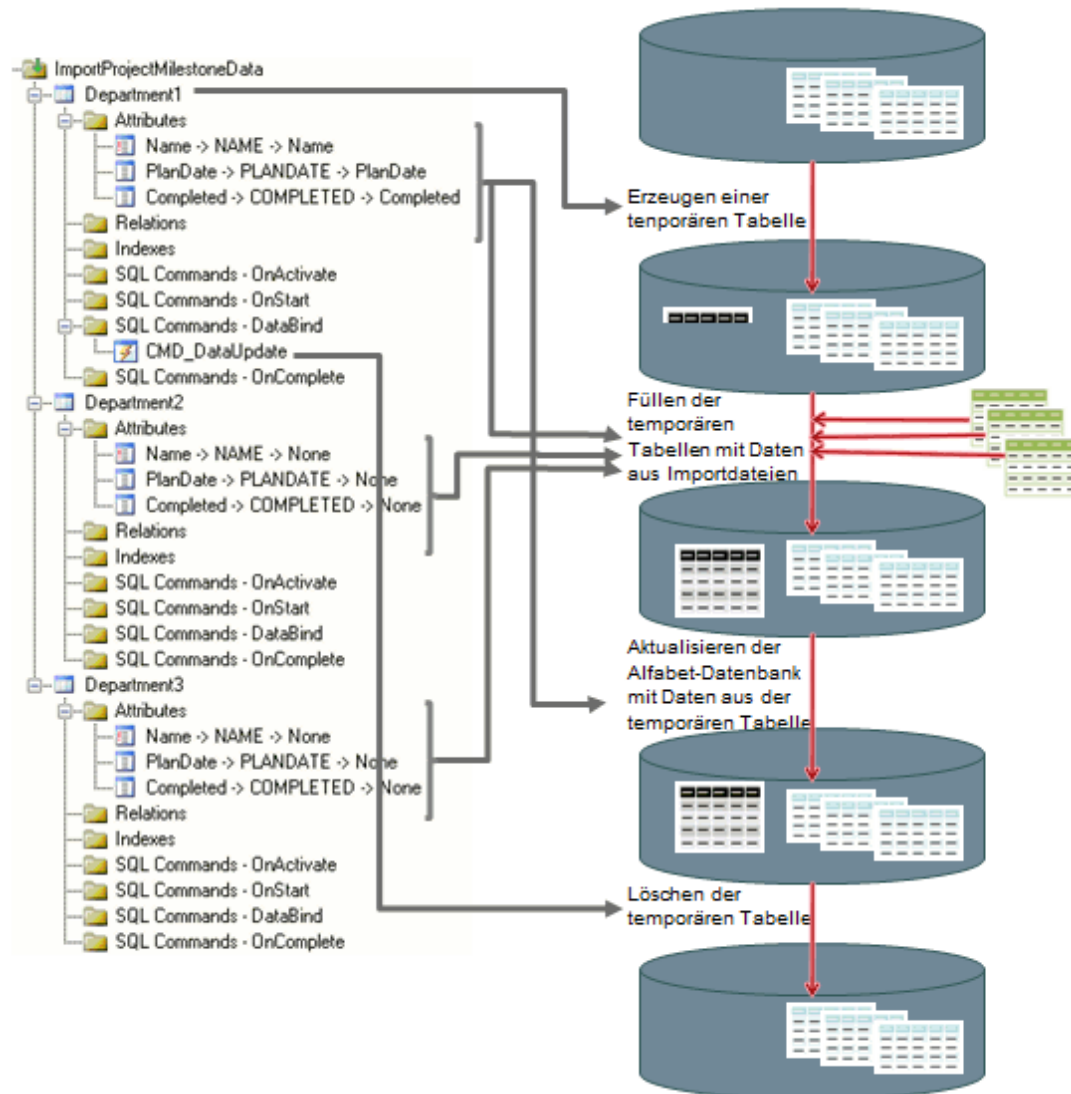 ImportProjectMilestoneData
Department1
Attributes
Name -> NAME -> Name
PlanDate -> PLANDATE -> PlanDate
Completed -> COMPLETED -> Completed
Relations
Indexes
SQL Commands - OnActivate
SQL Commands - OnStart
SQL Commands - DataBind
CMD_DataUpdate
SQL Commands - OnComplete
Department2
Attributes
Name -> NAME -> None
PlanDate -> PLANDATE -> None
Completed -> COMPLETED -> None
Relations
Indexes
SQL Commands - OnActivate
SQL Commands - OnStart
SQL Commands - DataBind
SQL Commands - OnComplete
Department3
Attributes
Name -> NAME -> None
PlanDate -> PLANDATE -> None
Completed -> COMPLETED -> None
Relations
Indexes
SQL Commands - OnActivate
SQL Commands - OnStart
SQL Commands - DataBind
SQL Commands - OnComplete
Erzeugen einer
tenporären Tabelle
Füllen der
temporären
Tabellen mit Daten
aus Importdateien
Aktualisieren der
Alfabet-Datenbank
mit Daten aus der
temporären Tabelle
Löschen der
temporären Tabelle